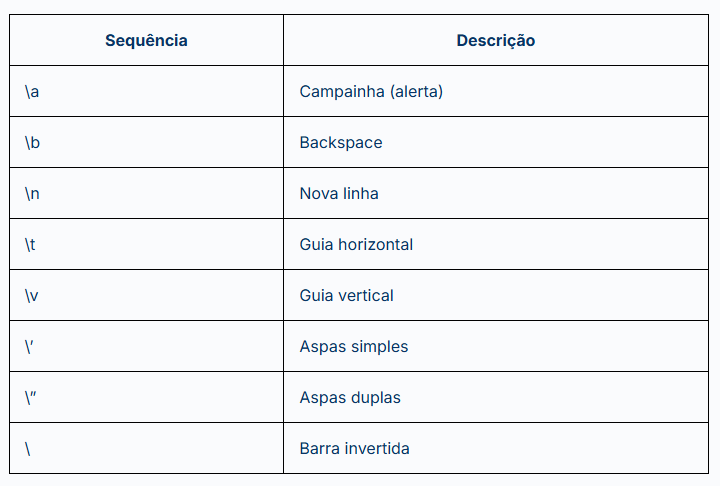 Sequência Descrição
\a Campainha (alerta)
\b Backspace
\n Nova linha
\t Guia horizontal
\v Guia vertical
\’ Aspas simples
\” Aspas duplas
\ Barra invertida